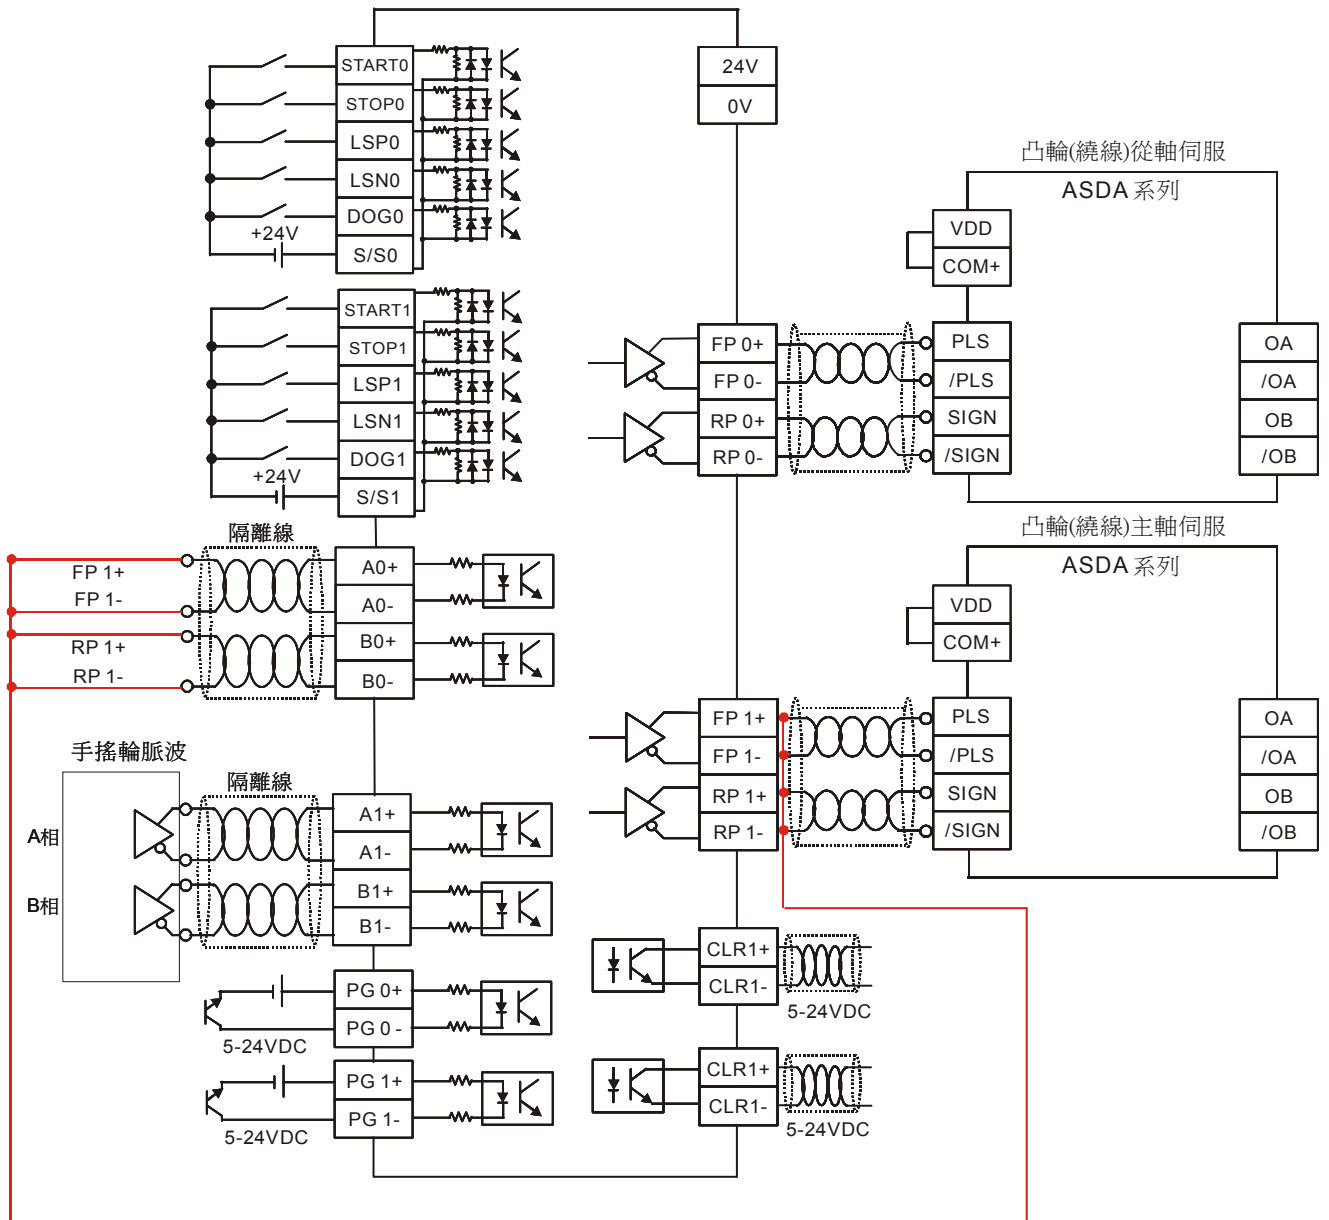 START0
STOP0
LSP0
LSN0
DOG0
+24V
S/S0
START1
STOP1
LSP1
LSN1
DOG1
+24V
S/S1
隔離線
FP 1+
FP 1-
RP 1+
RP 1-
A0+
A0-
B0+
B0-
手搖輪脈波
隔離線
A相
B相
A1+
A1-
B1+
B1-
PG 0+
PG 0 -
5-24VDC
PG 1+
PG 1-
5-24VDC
24V
0V
FP 0+
FP 0-
RP 0+
RP 0-
FP 1+
FP 1-
RP 1+
RP 1-
CLR1+
CLR1-
5-24VDC
CLR1+
CLR1-
5-24VDC
凸輪(繞線)從軸伺服
ASDA 系列
VDD
COM+
PLS
/PLS
SIGN
/SIGN
OA
/OA
OB
/OB
凸輪(繞線)主軸伺服
ASDA 系列
VDD
COM+
PLS
/PLS
SIGN
/SIGN
OA
/OA
OB
/OB